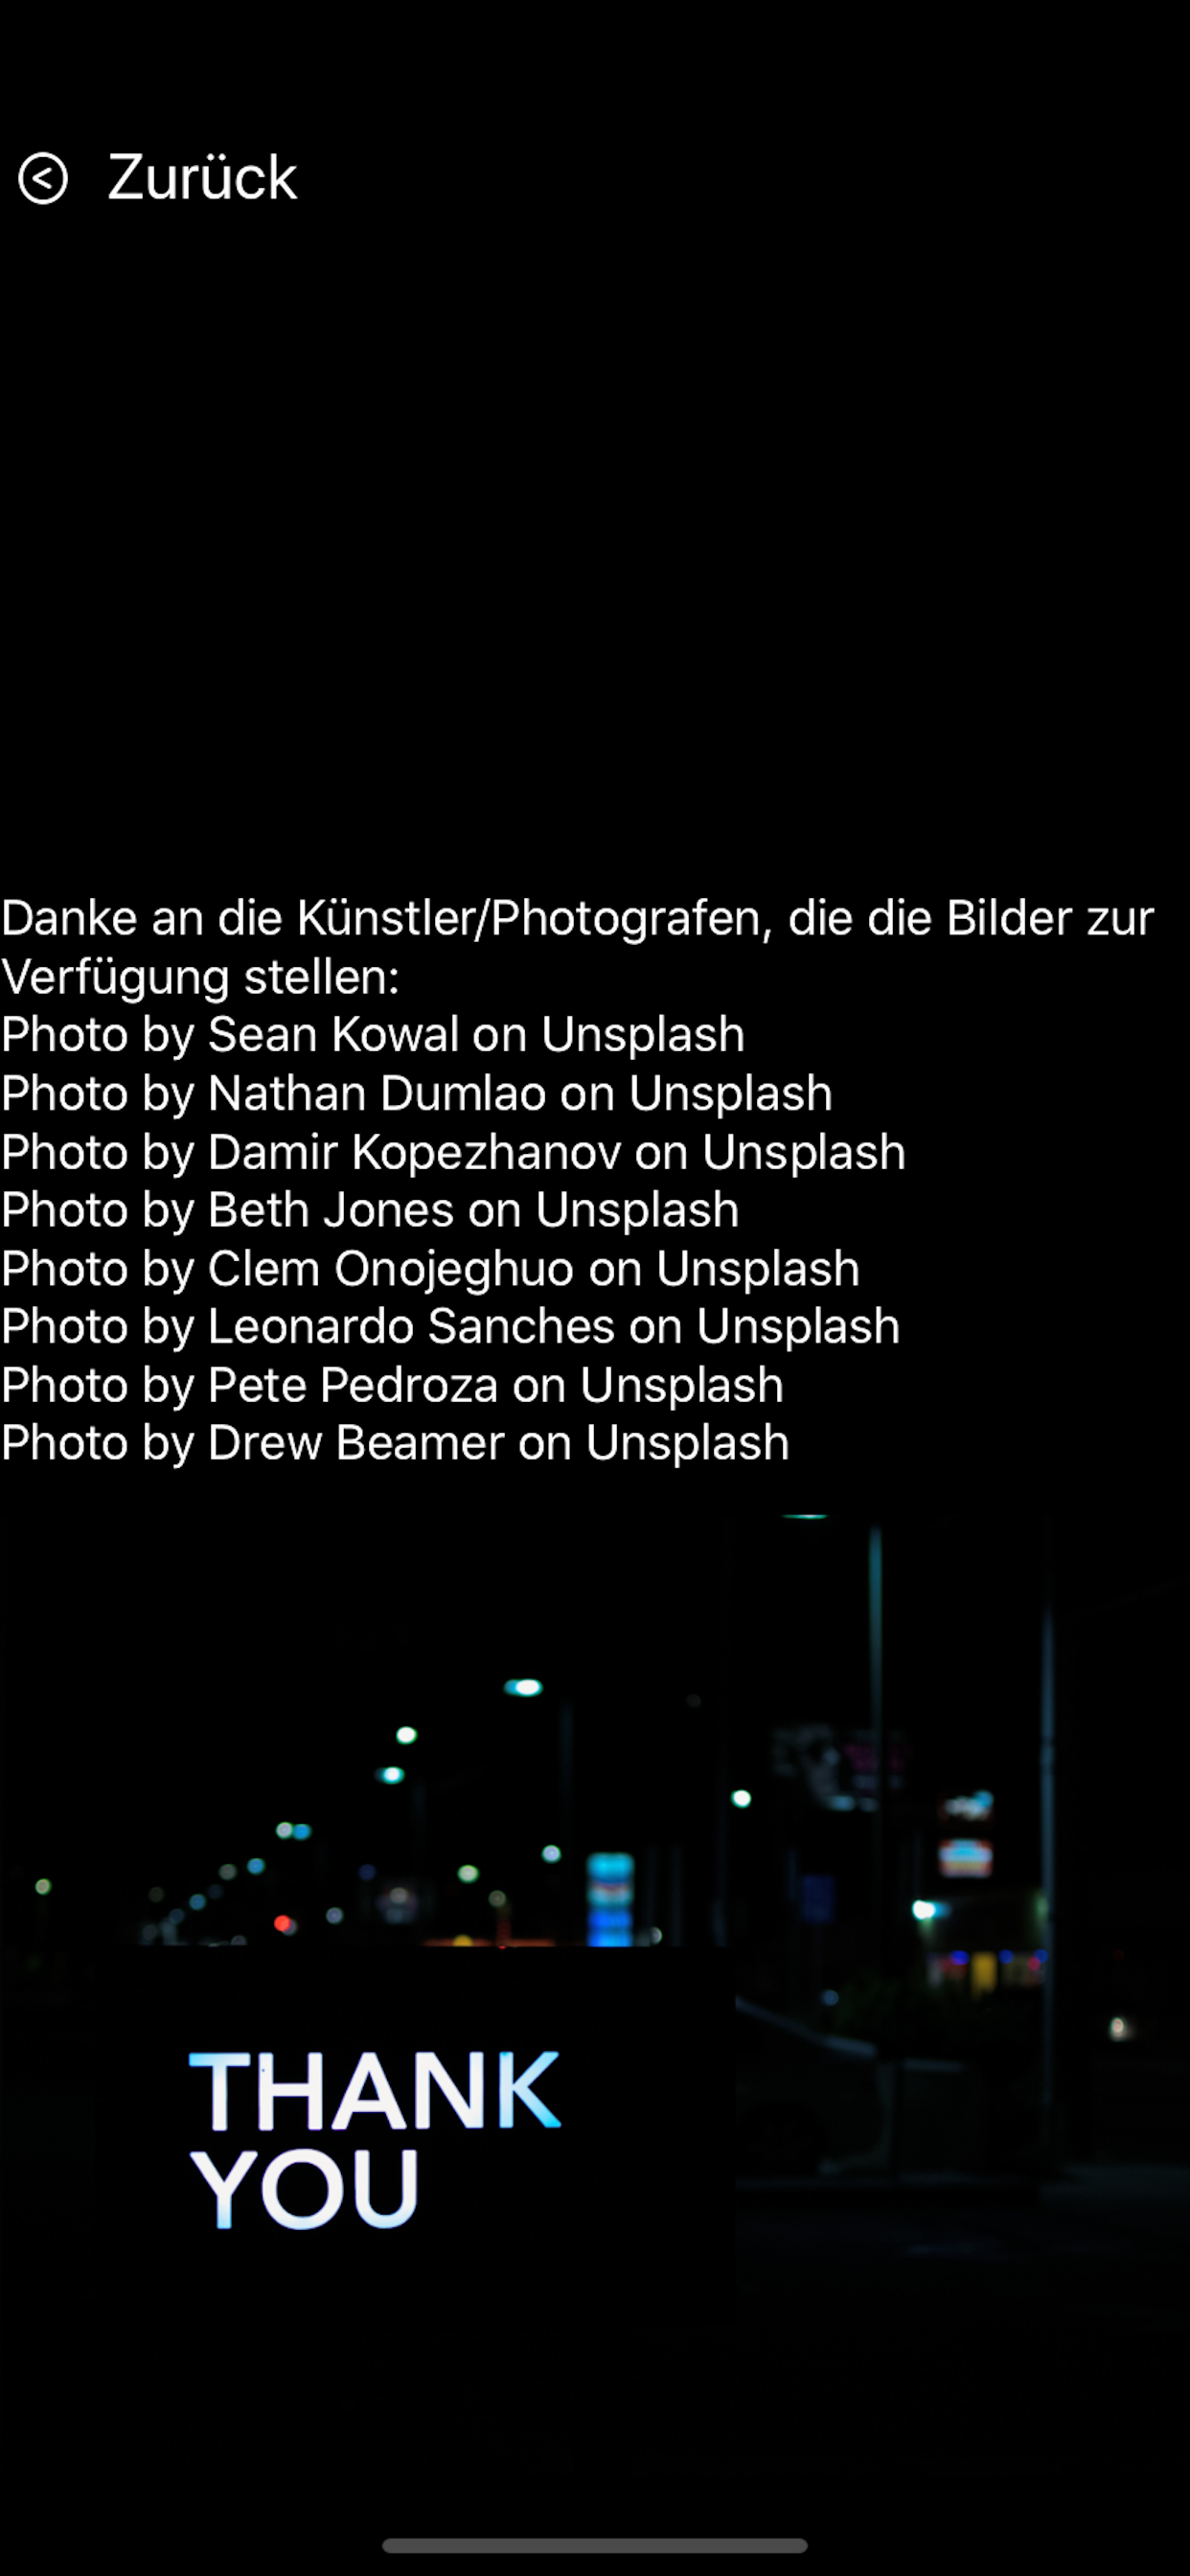 Zurück
Danke an die Künstler/Photografen, die die Bilder zur
Verfügung stellen:
Photo by Sean Kowal on Unsplash
Photo by Nathan Dumlao on Unsplash
Photo by Damir Kopezhanov on Unsplash
Photo by Beth Jones on Unsplash
Photo by Clem Onojeghuo on Unsplash
Photo by Leonardo Sanches on Unsplash
Photo by Pete Pedroza on Unsplash
Photo by Drew Beamer on Unsplash
THANK
YOU